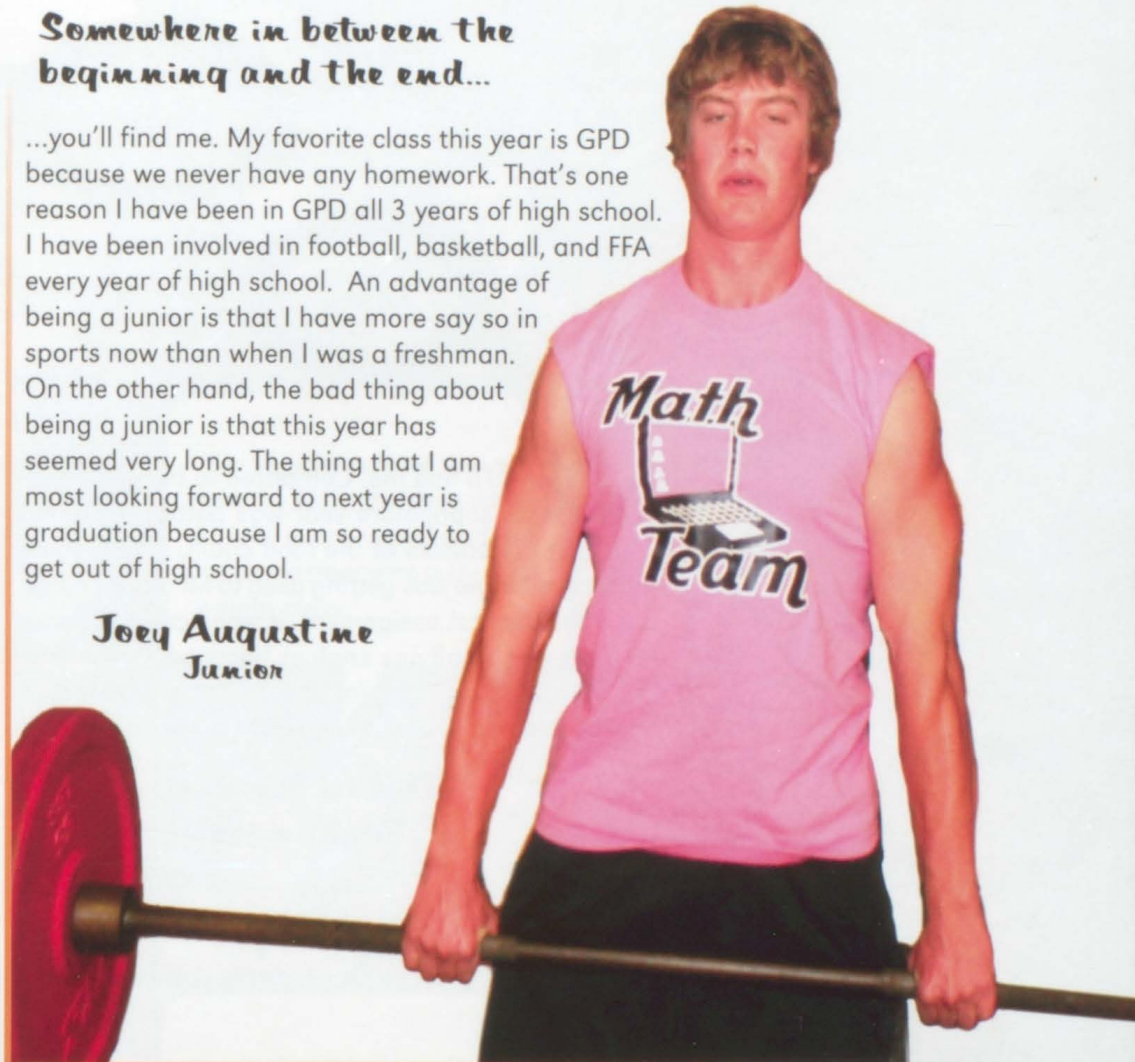 Somewhere in between the
beginning and the end...
...you'll find me. My favorite class this year is GPD
because we never have any homework. That's one
reason I have been in GPD all 3 years of high school.
I have been involved in football, basketball, and FFA
every year of high school.  An advantage of
being a junior is that I have more say so in
sports now than when I was a freshman.
On the other hand, the bad thing about
being a junior is that this year has
seemed very long. The thing that I am
most looking forward to next year is
graduation because I am so ready to
get out of high school.
Joey Augustine
Junior
Math
Team